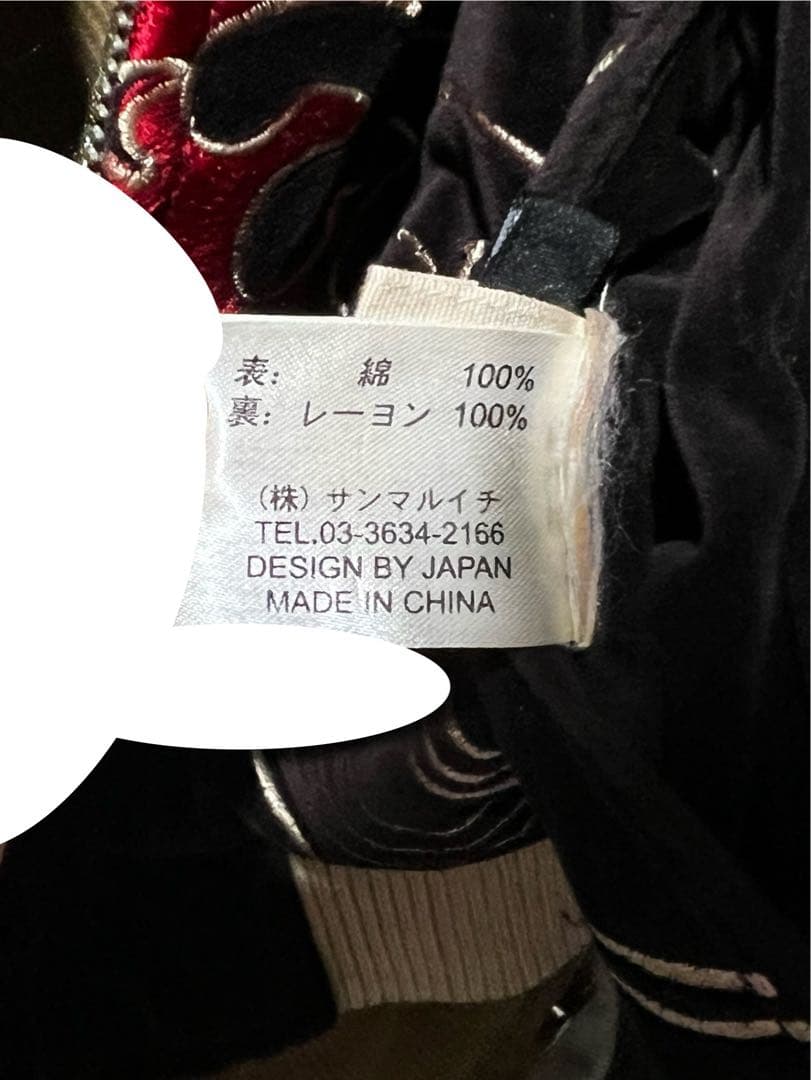 表: 綿 100%
裏: レーヨン 100%
(株) サンマルイチ
TEL.03-3634-2166
DESIGN BY JAPAN
MADE IN CHINA